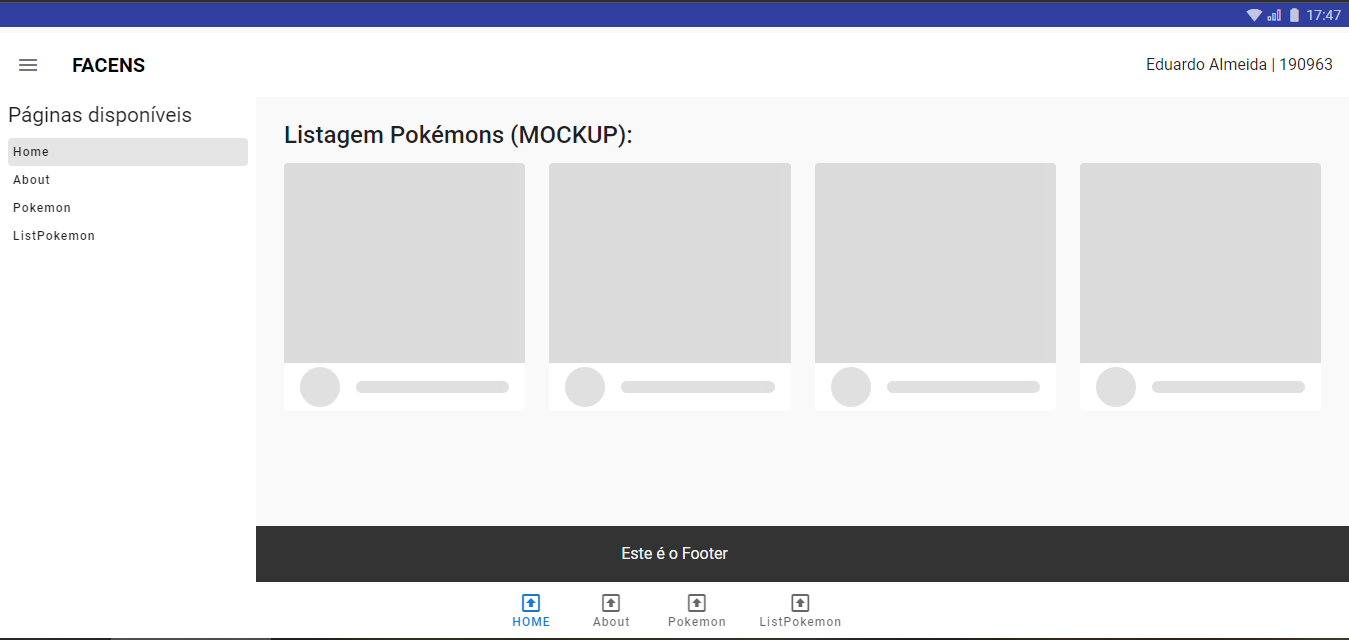 17:47
FACENS
Eduardo Almeida | 190963
Páginas disponíveis
Home
About
Pokemon
ListPokemon
Listagem Pokémons (MOCKUP):
Este é o Footer
HOME
About
Pokemon
ListPokemon